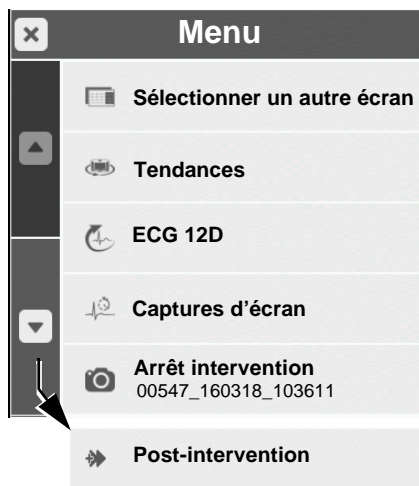 Menu
Sélectionner un autre écran
Tendances
ECG 12D
Captures d’écran
Arrêt intervention
00547_160318_103611
Post-intervention